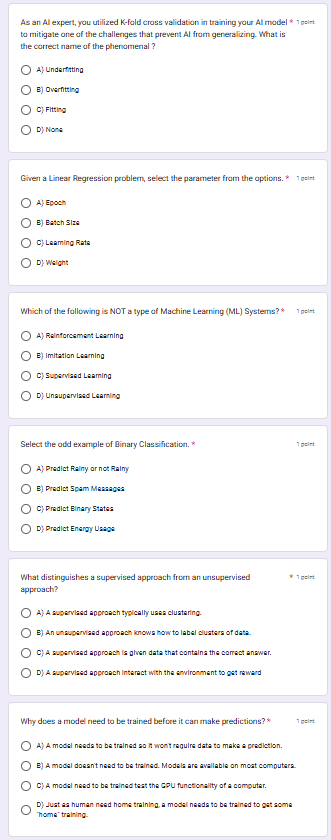 As an AI expert, you utilized K-fold cross validation in training your AI model * 1 point
to mitigate one of the challenges that prevent AI from generalizing. What is
the correct name of the phenomenal ?
A) Underfitting
B) Overfitting
C) Fitting
D) None
Given a Linear Regression problem, select the parameter from the options. * 1 point
A) Epoch
B) Batch Size
C) Learning Rate
D) Weight
Which of the following is NOT a type of Machine Learning (ML) Systems? * 1 point
A) Reinforcement Learning
B) Imitation Learning
C) Supervised Learning
D) Unsupervised Learning
Select the odd example of Binary Classification. * 1 point
A) Predict Rainy or not Rainy
B) Predict Spam Messages
C) Predict Binary States
D) Predict Energy Usage
What distinguishes a supervised approach from an unsupervised * 1 point
approach?
A) A supervised approach typically uses clustering.
B) An unsupervised approach knows how to label clusters of data.
C) A supervised approach is given data that contains the correct answer.
D) A supervised approach interact with the environment to get reward
Why does a model need to be trained before it can make predictions? * 1 point
A) A model needs to be trained so it won't require data to make a prediction.
B) A model doesn't need to be trained. Models are available on most computers.
C) A model need to be trained test the GPU functionality of a computer.
D) Just as human need home training, a model needs to be trained to get some
"home" training.